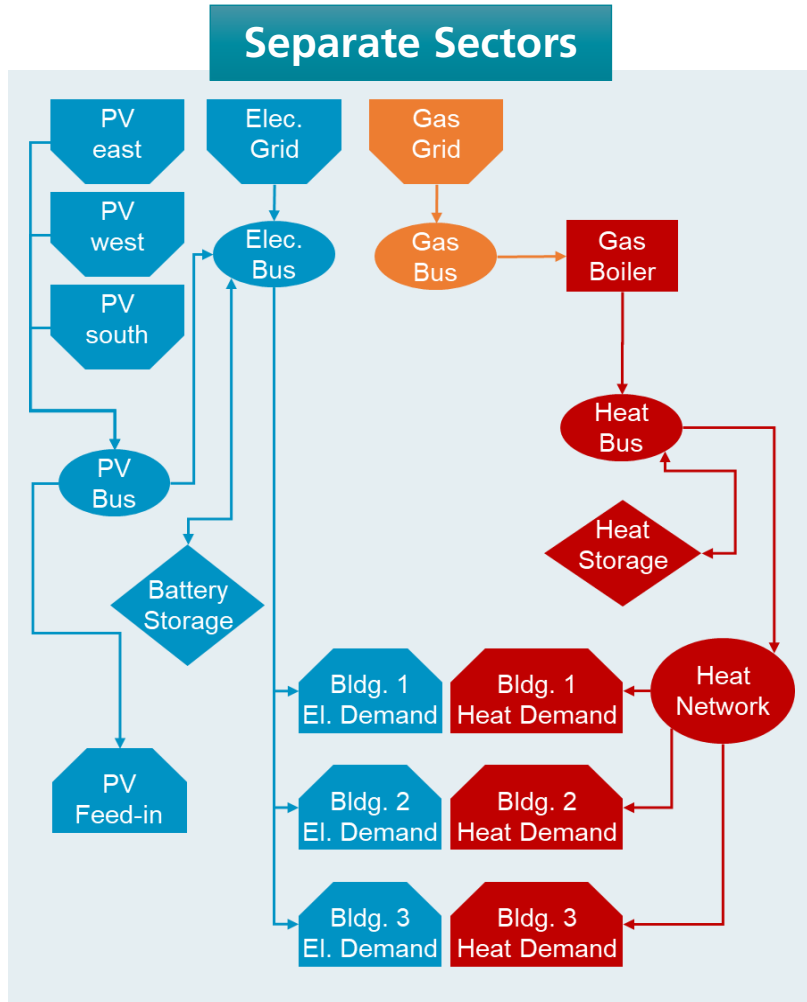 Separate Sectors
PV
east
Elec.
Grid
Gas
Grid
PV
west
Elec.
Bus
Gas
Bus
Gas
Boiler
PV
south
Heat
Bus
PV
Bus
Heat
Storage
Battery
Storage
Bldg. 1
El. Demand
Bldg. 1
Heat Demand
Heat
Network
PV
Feed-in
Bldg. 2
El. Demand
Bldg. 2
Heat Demand
Bldg. 3
El. Demand
Bldg. 3
Heat Demand